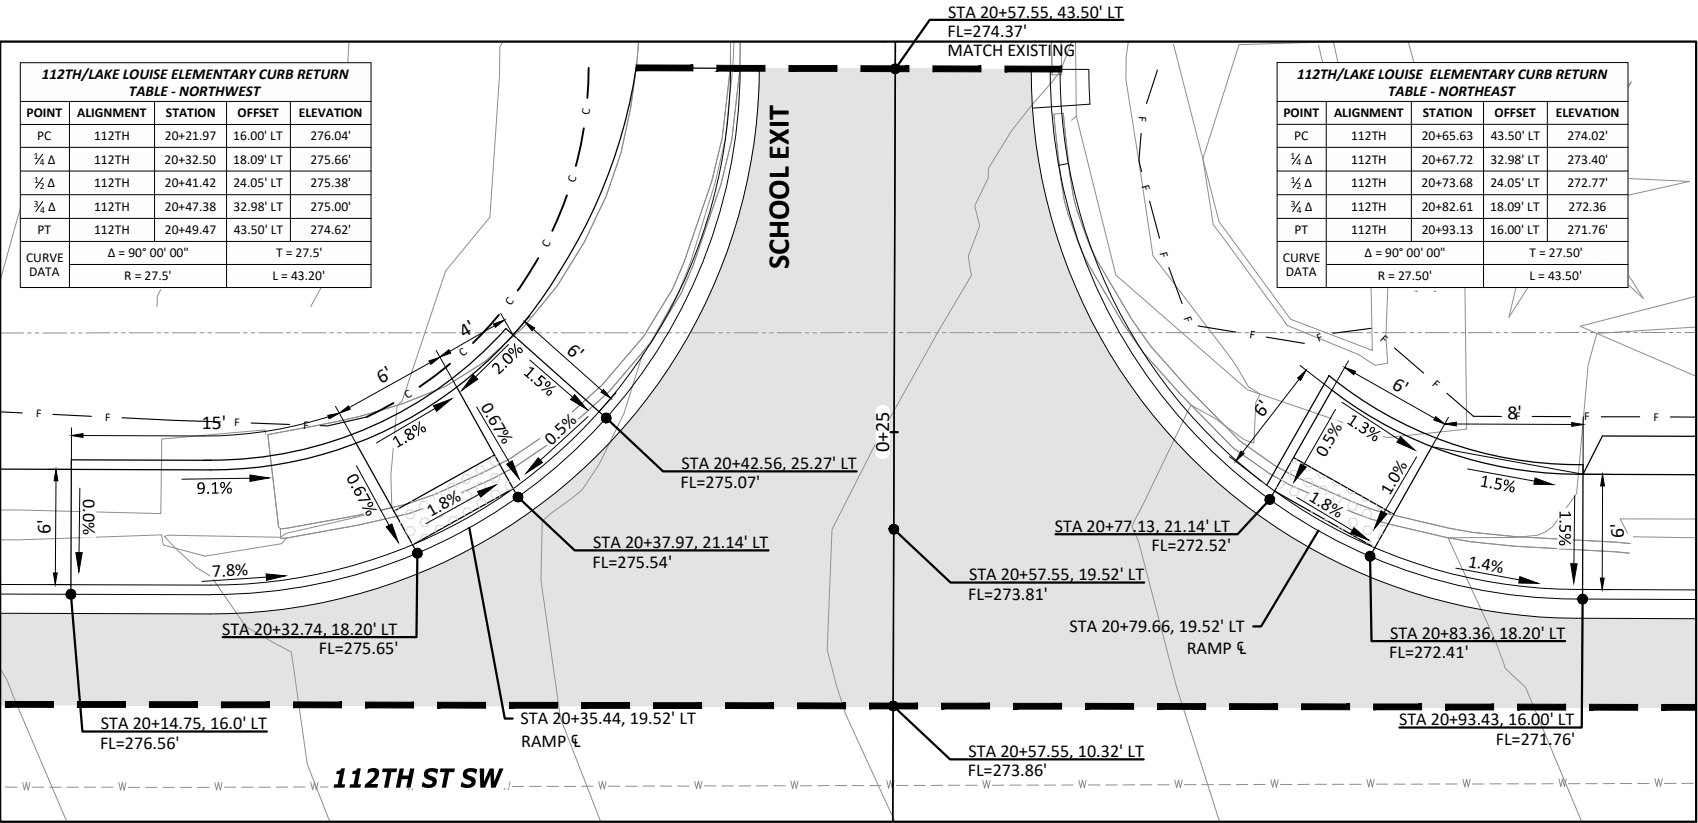 STA 20+57.55, 43.50' LT
FL=274.37'
MATCH EXISTING
112TH/LAKE LOUISE ELEMENTARY CURB RETURN
TABLE - NORTHWEST
POINT ALIGNMENT STATION OFFSET ELEVATION
PC 112TH 20+21.97 16.00' LT 276.04'
¼ Δ 112TH 20+32.50 18.09' LT 275.66'
½ Δ 112TH 20+41.42 24.05' LT 275.38'
¾ Δ 112TH 20+47.38 32.98' LT 275.00'
PT 112TH 20+49.47 43.50' LT 274.62'
CURVE DATA
Δ = 90° 00' 00" T = 27.5'
R = 27.5' L = 43.20'
112TH/LAKE LOUISE ELEMENTARY CURB RETURN
TABLE - NORTHEAST
POINT ALIGNMENT STATION OFFSET ELEVATION
PC 112TH 20+65.63 43.50' LT 274.02'
¼ Δ 112TH 20+67.72 32.98' LT 273.40'
½ Δ 112TH 20+73.68 24.05' LT 272.77'
¾ Δ 112TH 20+82.61 18.09' LT 272.36
PT 112TH 20+93.13 16.00' LT 271.76'
CURVE DATA
Δ = 90° 00' 00" T = 27.50'
R = 27.50' L = 43.50'
SCHOOL EXIT
C
C
C
C
C
C
F
F
F
F
F
F
F
F
F
F
F
F
4'
6'
6'
15'
2.0%
1.5%
0.67%
0.5%
1.8%
0.67%
1.8%
9.1%
0.0%
6'
7.8%
0+25
6'
6'
8'
0.5%
1.3%
1.0%
1.8%
1.5%
1.5%
6'
1.4%
STA 20+42.56, 25.27' LT
FL=275.07'
STA 20+37.97, 21.14' LT
FL=275.54'
STA 20+32.74, 18.20' LT
FL=275.65'
STA 20+14.75, 16.0' LT
FL=276.56'
STA 20+35.44, 19.52' LT
RAMP ℄
STA 20+77.13, 21.14' LT
FL=272.52'
STA 20+57.55, 19.52' LT
FL=273.81'
STA 20+79.66, 19.52' LT
RAMP ℄
STA 20+83.36, 18.20' LT
FL=272.41'
STA 20+93.43, 16.00' LT
FL=271.76'
STA 20+57.55, 10.32' LT
FL=273.86'
112TH ST SW
W W W W W W W W W W W W W W W W